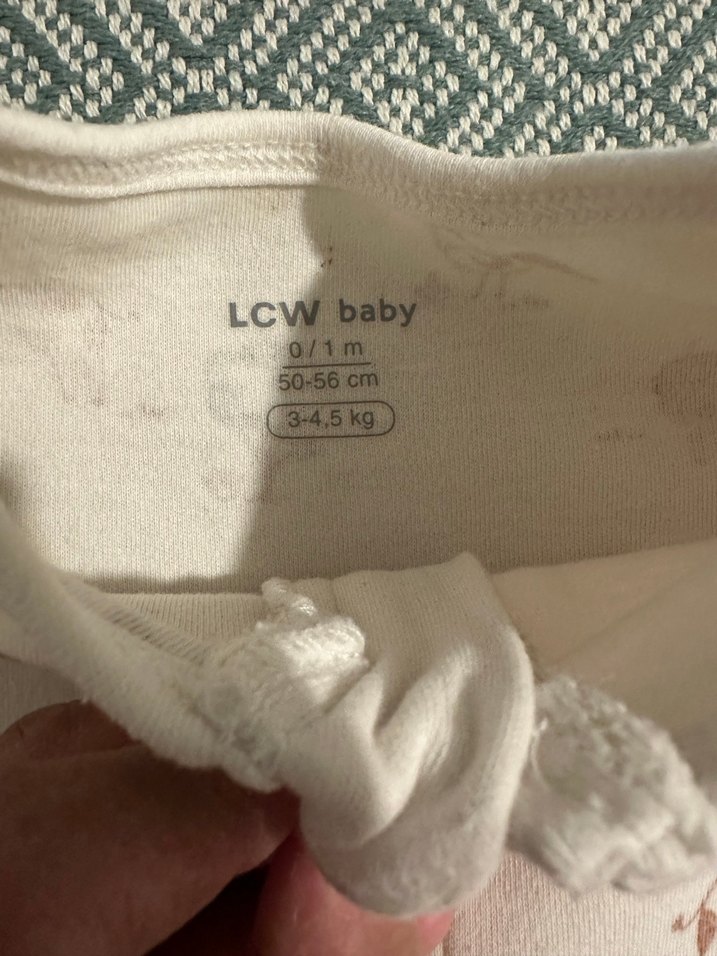 LCW baby
0 / 1 m
50-56 cm
3-4,5 kg